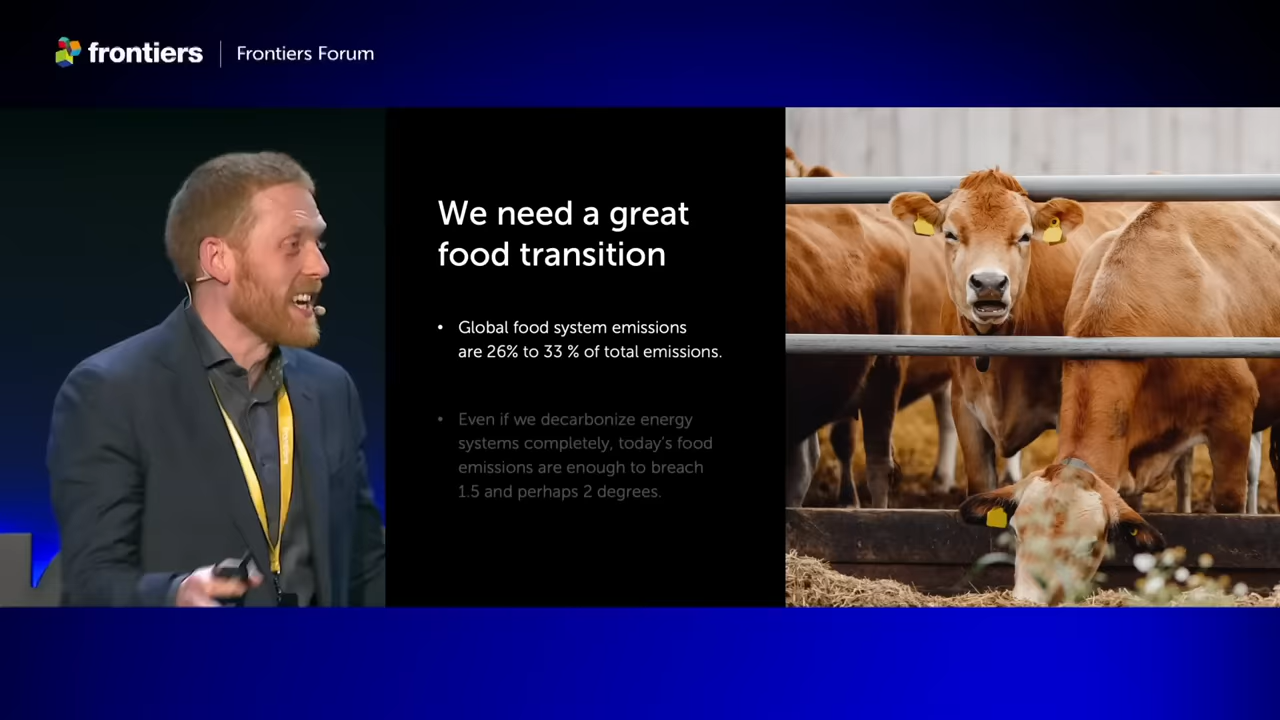 frontiers
Frontiers Forum
We need a great
food transition
• Global food system emissions
are 26% to 33 % of total emissions.
• Even if we decarbonize energy
systems completely, today's food
emissions are enough to breach
1.5 and perhaps 2 degrees.